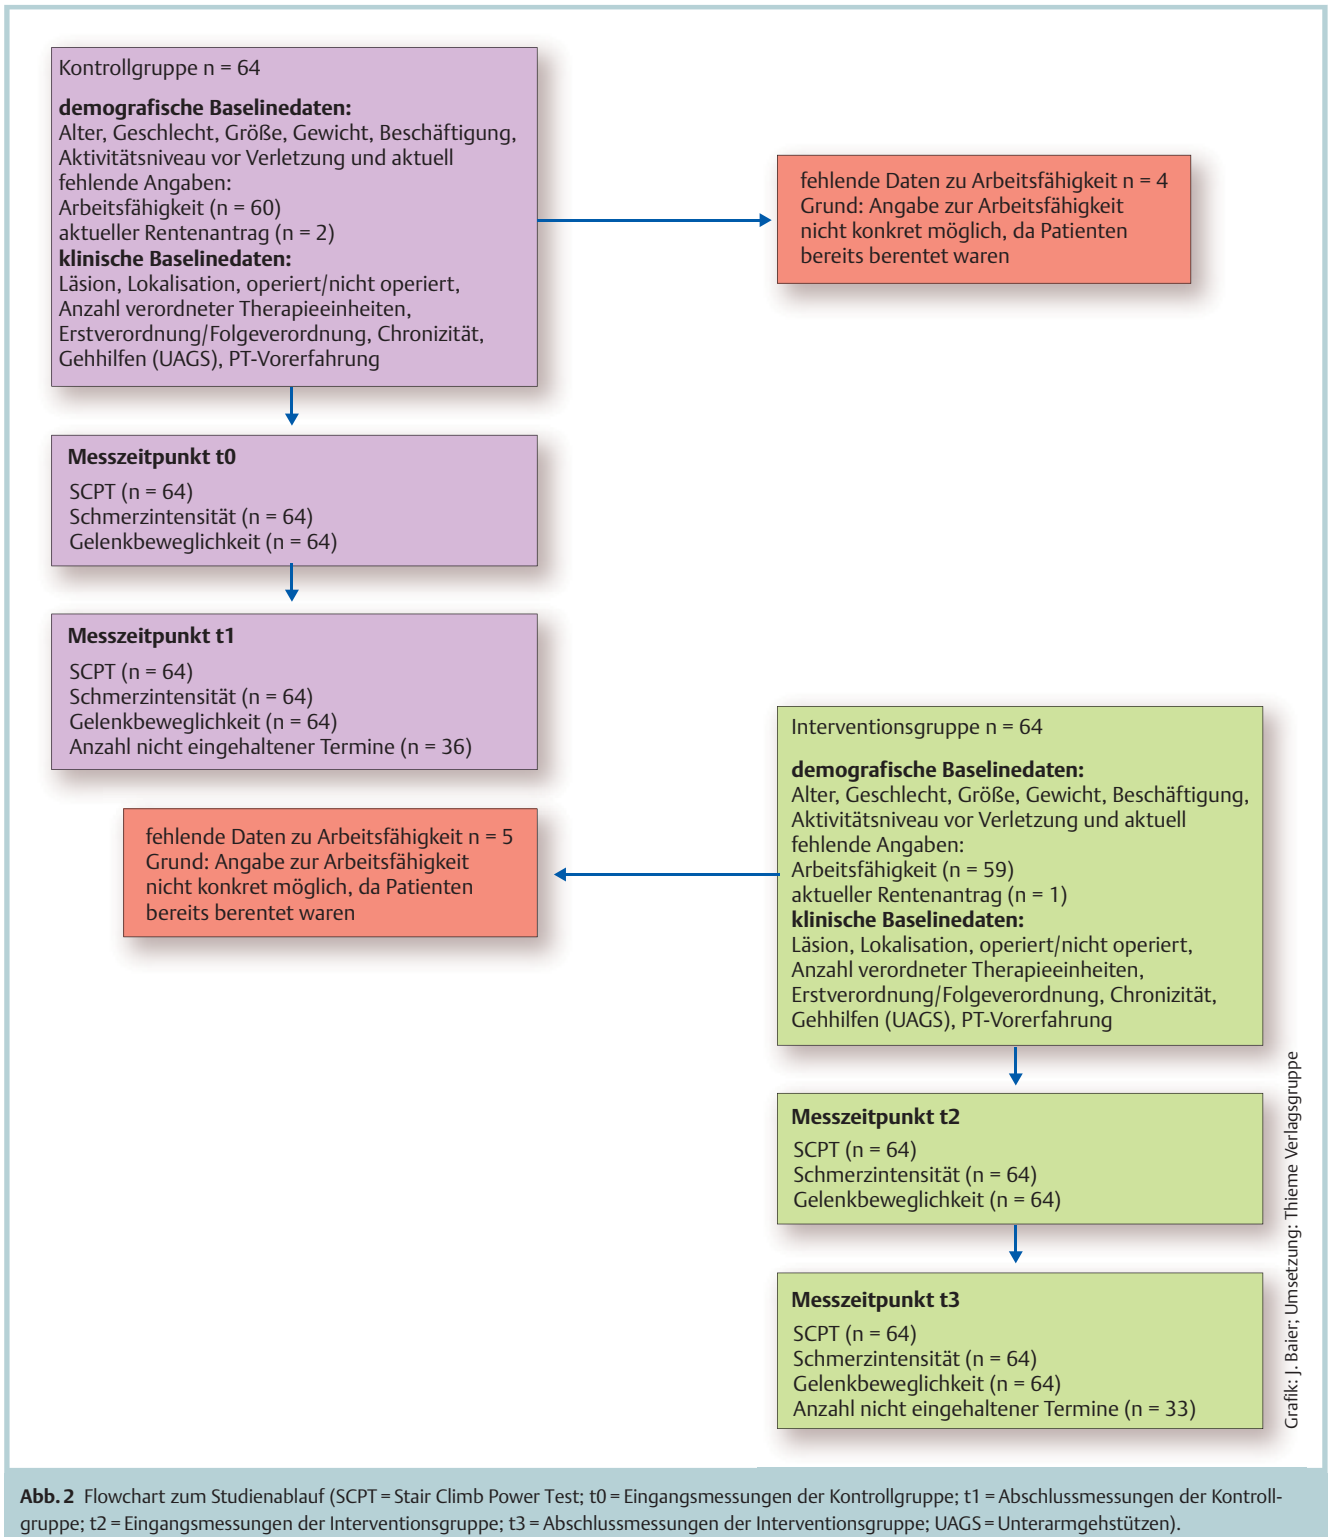 Kontrollgruppe n = 64
demografische Baselinedaten:
Alter, Geschlecht, Größe, Gewicht, Beschäftigung,
Aktivitätsniveau vor Verletzung und aktuell
fehlende Angaben:
Arbeitsfähigkeit (n = 60)
aktueller Rentenantrag (n = 2)
klinische Baselinedaten:
Läsion, Lokalisation, operiert/nicht operiert,
Anzahl verordneter Therapieeinheiten,
Erstverordnung/Folgeverordnung, Chronizität,
Gehhilfen (UAGS), PT-Vorerfahrung
fehlende Daten zu Arbeitsfähigkeit n = 4
Grund: Angabe zur Arbeitsfähigkeit
nicht konkret möglich, da Patienten
bereits berentet waren
Messzeitpunkt t0
SCPT (n = 64)
Schmerzintensität (n = 64)
Gelenkbeweglichkeit (n = 64)
Messzeitpunkt t1
SCPT (n = 64)
Schmerzintensität (n = 64)
Gelenkbeweglichkeit (n = 64)
Anzahl nicht eingehaltener Termine (n = 36)
Interventionsgruppe n = 64
demografische Baselinedaten:
Alter, Geschlecht, Größe, Gewicht, Beschäftigung,
Aktivitätsniveau vor Verletzung und aktuell
fehlende Angaben:
Arbeitsfähigkeit (n = 59)
aktueller Rentenantrag (n = 1)
klinische Baselinedaten:
Läsion, Lokalisation, operiert/nicht operiert,
Anzahl verordneter Therapieeinheiten,
Erstverordnung/Folgeverordnung, Chronizität,
Gehhilfen (UAGS), PT-Vorerfahrung
fehlende Daten zu Arbeitsfähigkeit n = 5
Grund: Angabe zur Arbeitsfähigkeit
nicht konkret möglich, da Patienten
bereits berentet waren
Messzeitpunkt t2
SCPT (n = 64)
Schmerzintensität (n = 64)
Gelenkbeweglichkeit (n = 64)
Messzeitpunkt t3
SCPT (n = 64)
Schmerzintensität (n = 64)
Gelenkbeweglichkeit (n = 64)
Anzahl nicht eingehaltener Termine (n = 33)
Grafik: J. Baier; Umsetzung: Thieme Verlagsgruppe
Abb. 2 Flowchart zum Studienablauf (SCPT = Stair Climb Power Test; t0 = Eingangsmessungen der Kontrollgruppe; t1 = Abschlussmessungen der Kontroll-
gruppe; t2 = Eingangsmessungen der Interventionsgruppe; t3 = Abschlussmessungen der Interventionsgruppe; UAGS = Unterarmgehstützen).